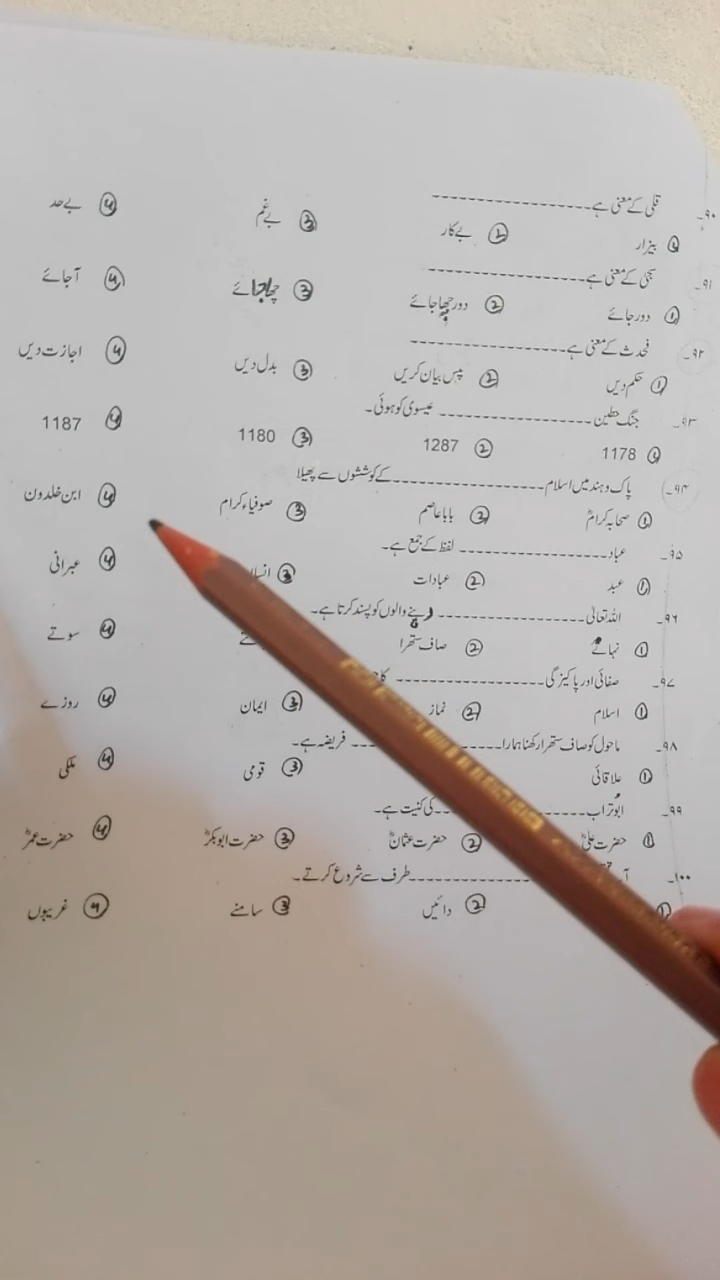 ۹۰۔ قلی کے معنی ہے ---------------
① بیزار ② بے کار ③ بے غم ④ بے حد
۹۱۔ کے معنی ہے ---------------
① دور جائے ② دور چھا جائے ③ چھا جائے ④ آ جائے
۹۲۔ فحدث کے معنی ہے ---------------
① حکم دیں ② پس بیان کریں ③ بدل دیں ④ اجازت دیں
۹۳۔ جنگ حطین --------------- عیسوی کو ہوئی۔
① 1178 ② 1287 ③ 1180 ④ 1187
۹۴۔ پاک و ہند میں اسلام --------------- کے کوششوں سے پھیلا
① صحابہ کرامؓ ② بابا عاصم ③ صوفیاء کرام ④ ابن خلدون
۹۵۔ عباد --------------- لفظ کے جمع ہے۔
① عبد ② عبادات ③ ④ عبرانی
۹۶۔ اللہ تعالیٰ --------------- رہنے والوں کو پسند کرتا ہے۔
① نہاتے ② صاف ستھرا ④ سوتے
۹۷۔ صفائی اور پاکیزگی ---------------
① اسلام ② نماز ③ ایمان ④ روزے
۹۸۔ ماحول کو صاف ستھرا رکھنا ہمارا --------------- فریضہ ہے۔
① علاقائی ③ قومی ④ ملکی
۹۹۔ ابوتراب --------------- کی کنیت ہے۔
① حضرت علیؓ ② حضرت عثمانؓ ③ حضرت ابوبکرؓ ④ حضرت عمرؓ
۱۰۰۔ --------------- طرف سے شروع کرتے۔
① ② دائیں ③ سامنے ④ غریبوں